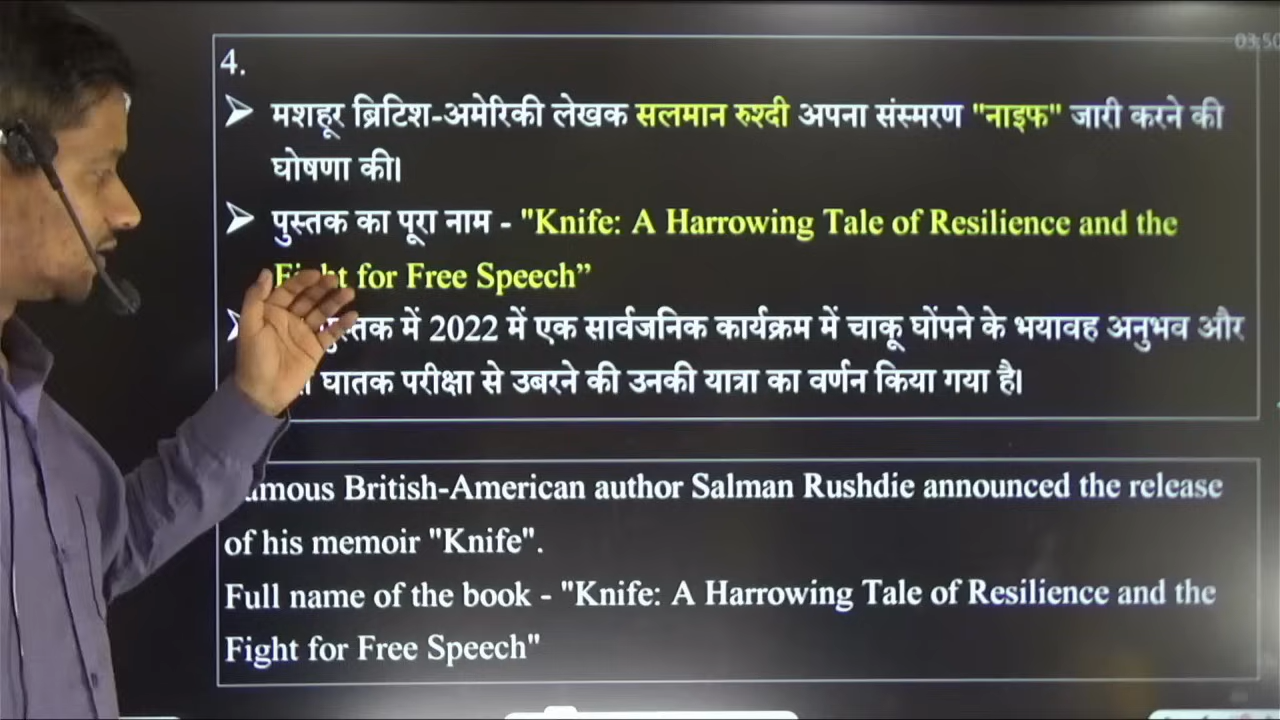 03:50
4.
➤ मशहूर ब्रिटिश-अमेरिकी लेखक सलमान रुश्दी अपना संस्मरण "नाइफ" जारी करने की
घोषणा की।
➤ पुस्तक का पूरा नाम - "Knife: A Harrowing Tale of Resilience and the
Fight for Free Speech”
➤ में 2022 में एक सार्वजनिक कार्यक्रम में चाकू घोंपने के भयावह अनुभव और
घातक परीक्षा से उबरने की उनकी यात्रा का वर्णन किया गया है।
British-American author Salman Rushdie announced the release
of his memoir "Knife".
Full name of the book - "Knife: A Harrowing Tale of Resilience and the
Fight for Free Speech"